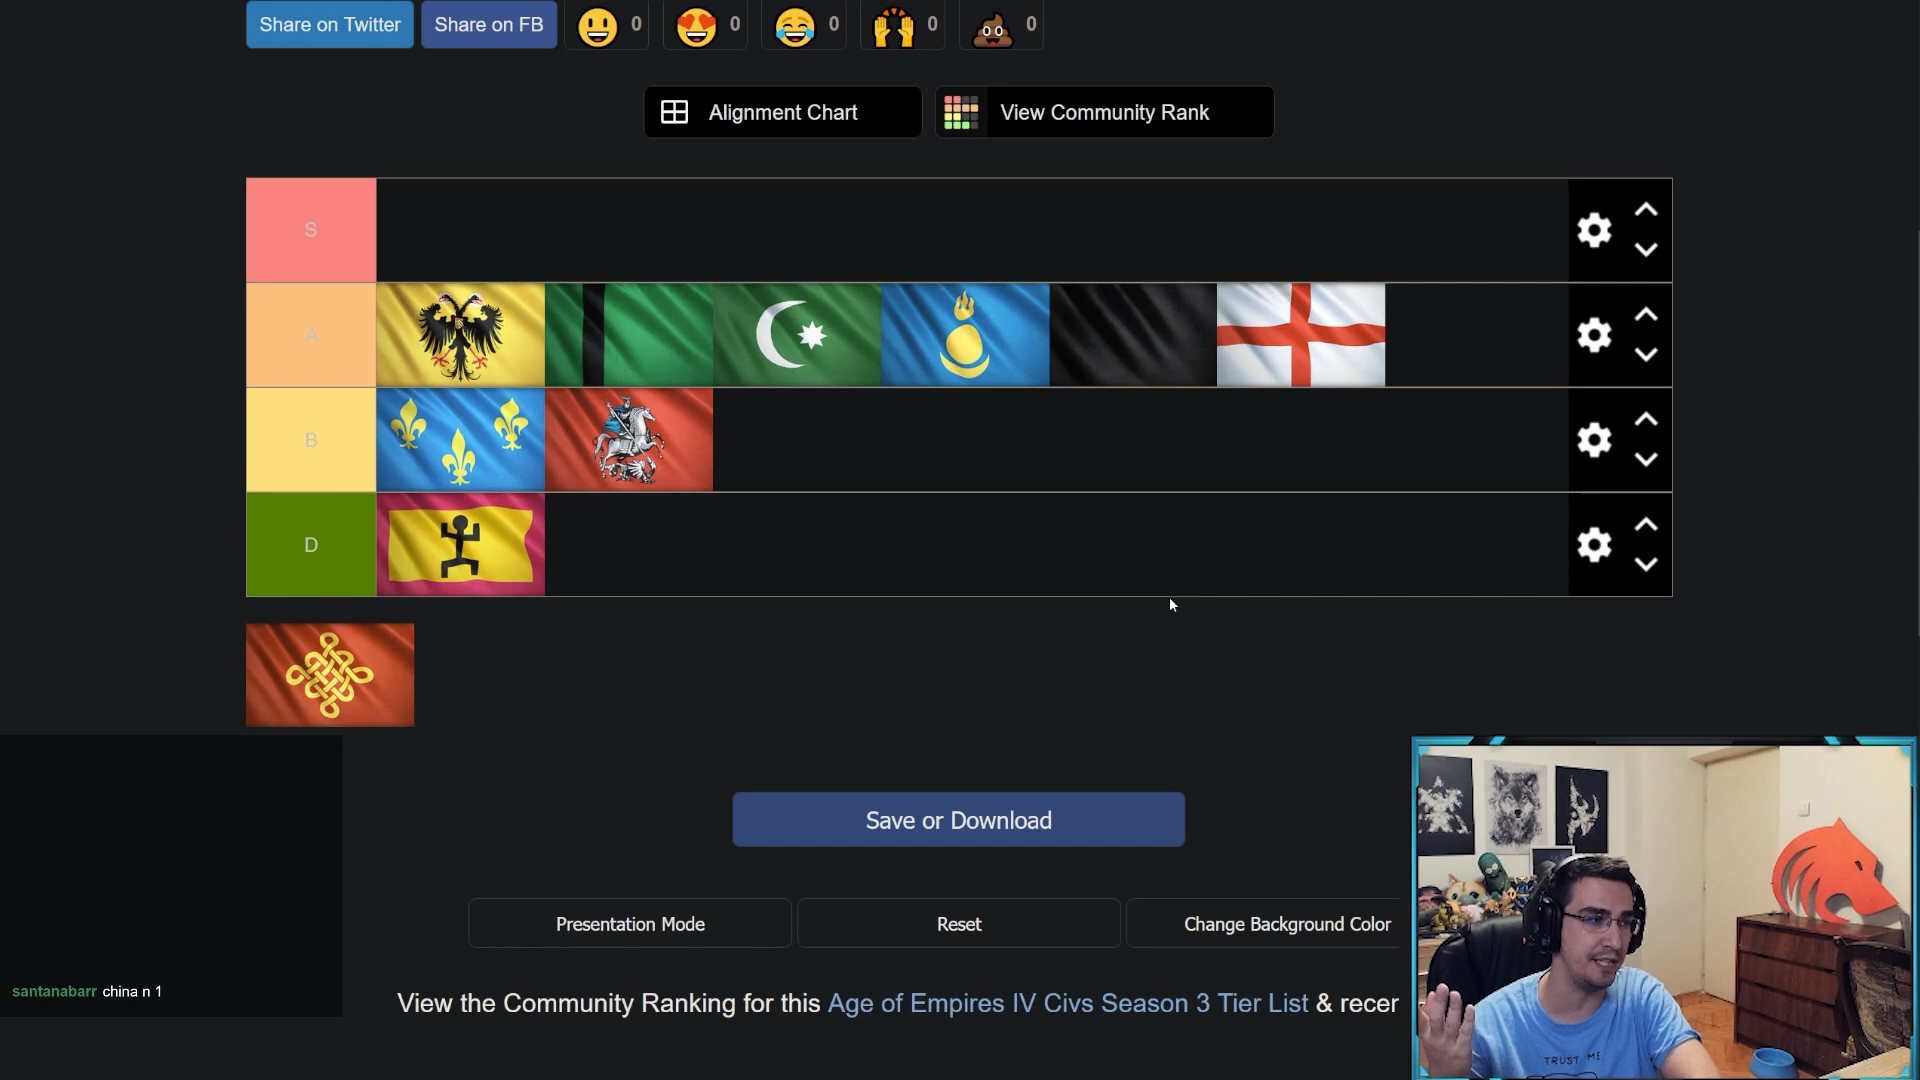 Share on Twitter
Share on FB
0
0
0
0
0
Alignment Chart
View Community Rank
S
A
B
D
Save or Download
Presentation Mode
Reset
Change Background Color
santanabarr china n 1
View the Community Ranking for this Age of Empires IV Civs Season 3 Tier List & recer
TRUST ME